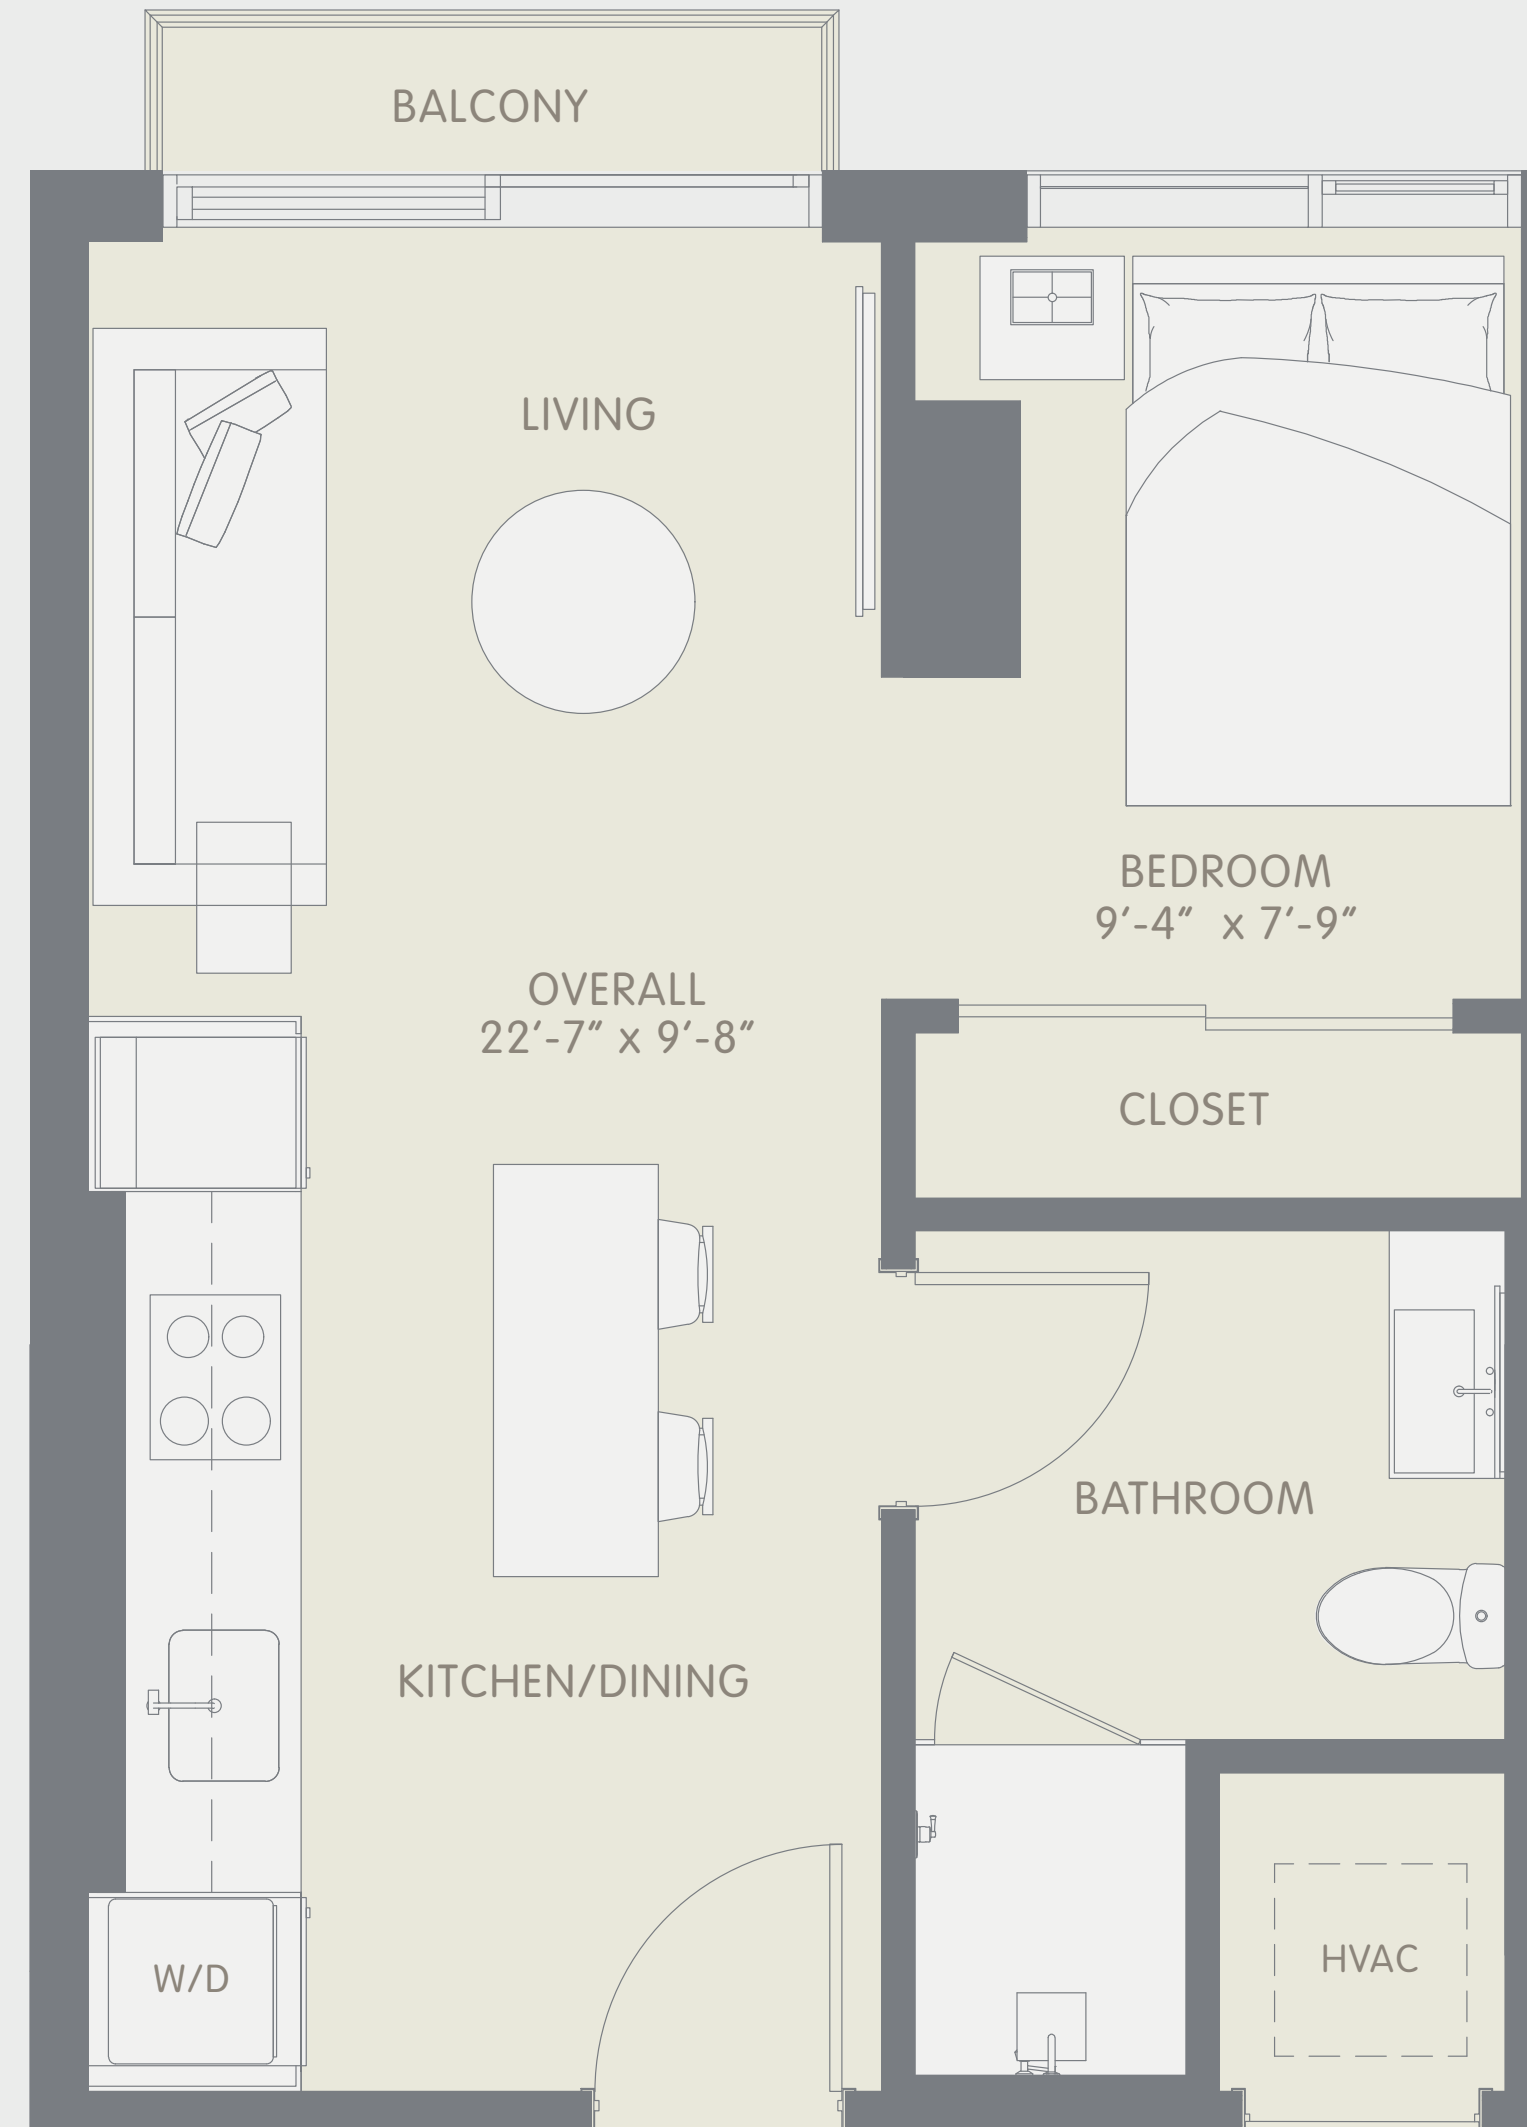 BALCONY
LIVING
BEDROOM
9′-4″ x 7′-9″
OVERALL
22′-7″ x 9′-8″
CLOSET
BATHROOM
KITCHEN/DINING
W/D
HVAC